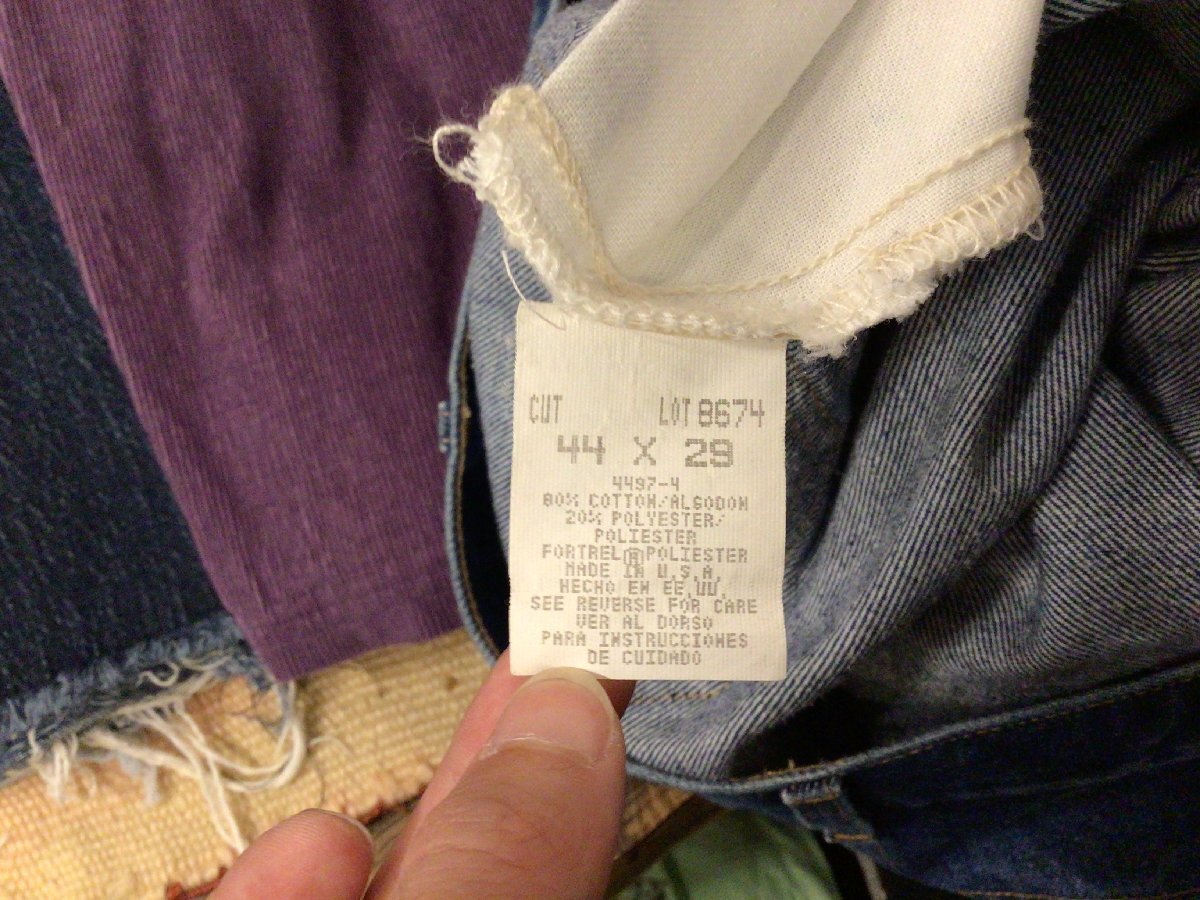 CUT LOT 8674
44 X 29
4497-4
80% COTTON/ALGODON
20% POLYESTER/
POLIESTER
FORTREL® POLIESTER
MADE IN U.S.A.
HECHO EN EE.UU.
SEE REVERSE FOR CARE
VER AL DORSO
PARA INSTRUCCIONES
DE CUIDADO